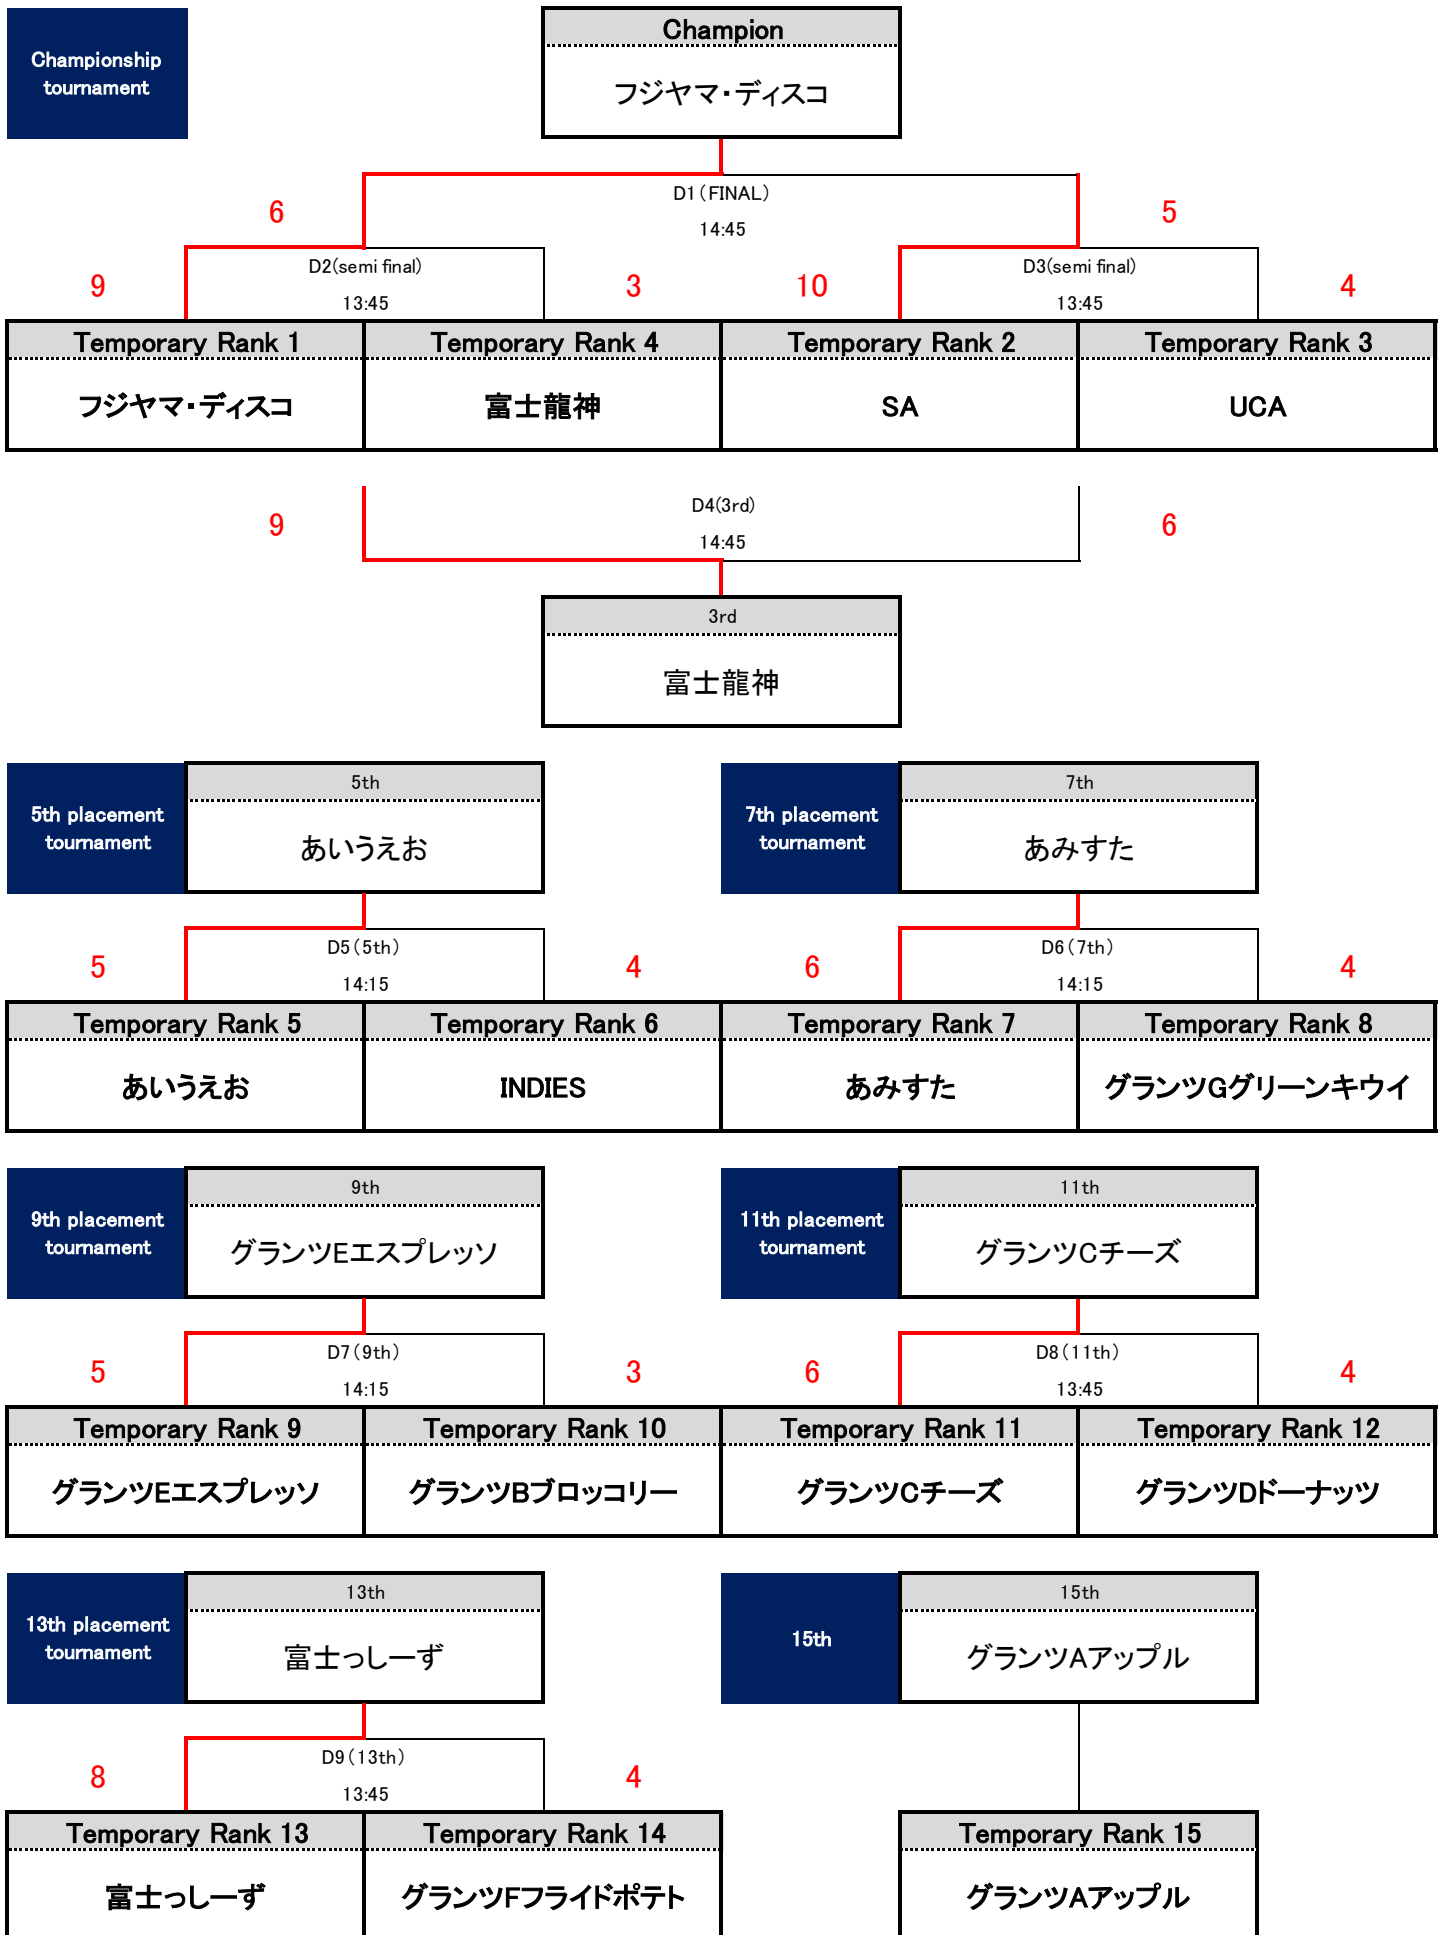 Championship
tournament
Champion
フジヤマ・ディスコ
D1（FINAL）
6
5
14:45
D2(semi final)
D3(semi final)
9
3
10
4
13:45
13:45
Temporary Rank 1
Temporary Rank 4
Temporary Rank 2
Temporary Rank 3
フジヤマ・ディスコ
富士龍神
SA
UCA
D4(3rd)
9
6
14:45
3rd
富士龍神
5th placement
tournament
5th
あいうえお
7th placement
tournament
7th
あみすた
D5（5th）
D6（7th）
5
4
6
4
14:15
14:15
Temporary Rank 5
Temporary Rank 6
Temporary Rank 7
Temporary Rank 8
あいうえお
INDIES
あみすた
グランツGグリーンキウイ
9th placement
tournament
9th
グランツEエスプレッソ
11th placement
tournament
11th
グランツCチーズ
D7（9th）
D8（11th）
5
3
6
4
14:15
13:45
Temporary Rank 9
Temporary Rank 10
Temporary Rank 11
Temporary Rank 12
グランツEエスプレッソ
グランツBブロッコリー
グランツCチーズ
グランツDドーナッツ
13th placement
tournament
13th
富士っしーず
15th
15th
グランツAアップル
D9（13th）
8
4
13:45
Temporary Rank 13
Temporary Rank 14
Temporary Rank 15
富士っしーず
グランツFフライドポテト
グランツAアップル